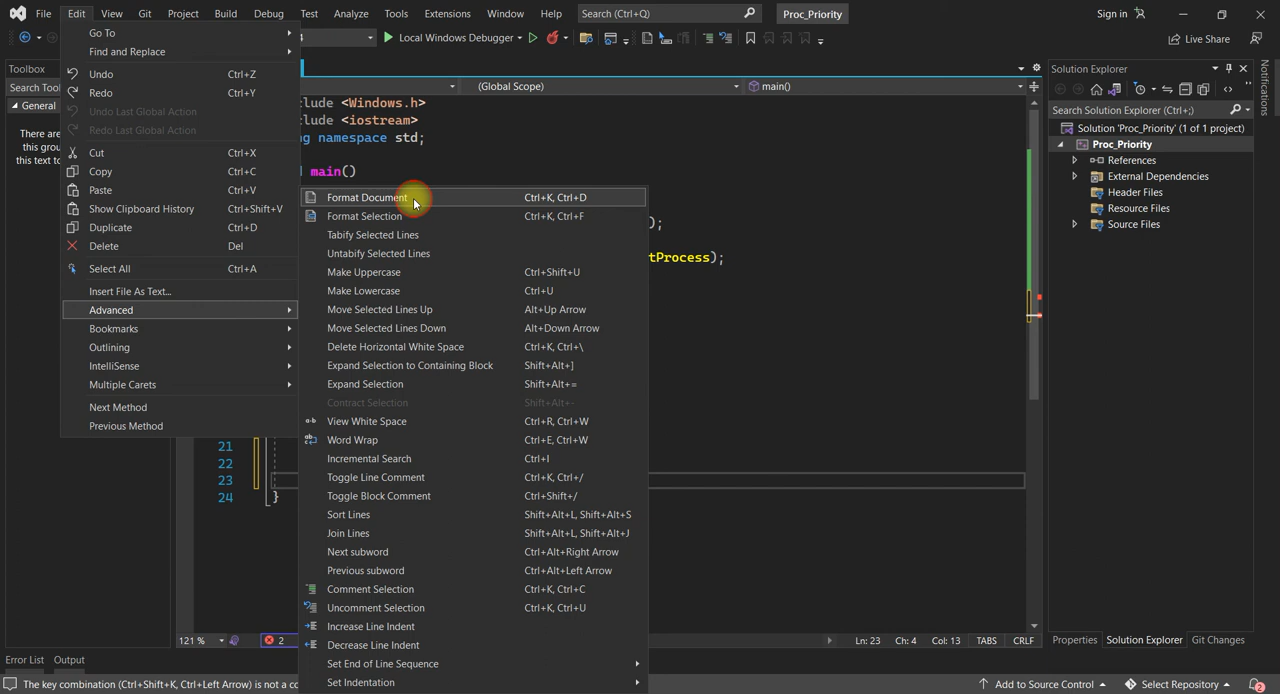 File Edit View Git Project Build Debug Test Analyze Tools Extensions Window Help Search (Ctrl+Q) Proc_Priority Sign in
4 Local Windows Debugger Live Share
Toolbox
Search Tool
General
There are
this grou
this text to
Go To
Find and Replace
Undo Ctrl+Z
Redo Ctrl+Y
Undo Last Global Action
Redo Last Global Action
Cut Ctrl+X
Copy Ctrl+C
Paste Ctrl+V
Show Clipboard History Ctrl+Shift+V
Duplicate Ctrl+D
Delete Del
Select All Ctrl+A
Insert File As Text...
Advanced
Bookmarks
Outlining
IntelliSense
Multiple Carets
Next Method
Previous Method
(Global Scope) main()
clude <Windows.h>
clude <iostream>
ng namespace std;
main()
);
tProcess);
Format Document Ctrl+K, Ctrl+D
Format Selection Ctrl+K, Ctrl+F
Tabify Selected Lines
Untabify Selected Lines
Make Uppercase Ctrl+Shift+U
Make Lowercase Ctrl+U
Move Selected Lines Up Alt+Up Arrow
Move Selected Lines Down Alt+Down Arrow
Delete Horizontal White Space Ctrl+K, Ctrl+\
Expand Selection to Containing Block Shift+Alt+]
Expand Selection Shift+Alt+=
Contract Selection Shift+Alt+-
View White Space Ctrl+R, Ctrl+W
Word Wrap Ctrl+E, Ctrl+W
Incremental Search Ctrl+I
Toggle Line Comment Ctrl+K, Ctrl+/
Toggle Block Comment Ctrl+Shift+/
Sort Lines Shift+Alt+L, Shift+Alt+S
Join Lines Shift+Alt+L, Shift+Alt+J
Next subword Ctrl+Alt+Right Arrow
Previous subword Ctrl+Alt+Left Arrow
Comment Selection Ctrl+K, Ctrl+C
Uncomment Selection Ctrl+K, Ctrl+U
Increase Line Indent
Decrease Line Indent
Set End of Line Sequence
Set Indentation
21
22
23
24 }
Solution Explorer
Search Solution Explorer (Ctrl+;)
Solution 'Proc_Priority' (1 of 1 project)
Proc_Priority
References
External Dependencies
Header Files
Resource Files
Source Files
Notifications
121 % 2 Ln: 23 Ch: 4 Col: 13 TABS CRLF
Properties Solution Explorer Git Changes
Error List Output
The key combination (Ctrl+Shift+K, Ctrl+Left Arrow) is not a co Add to Source Control Select Repository 2